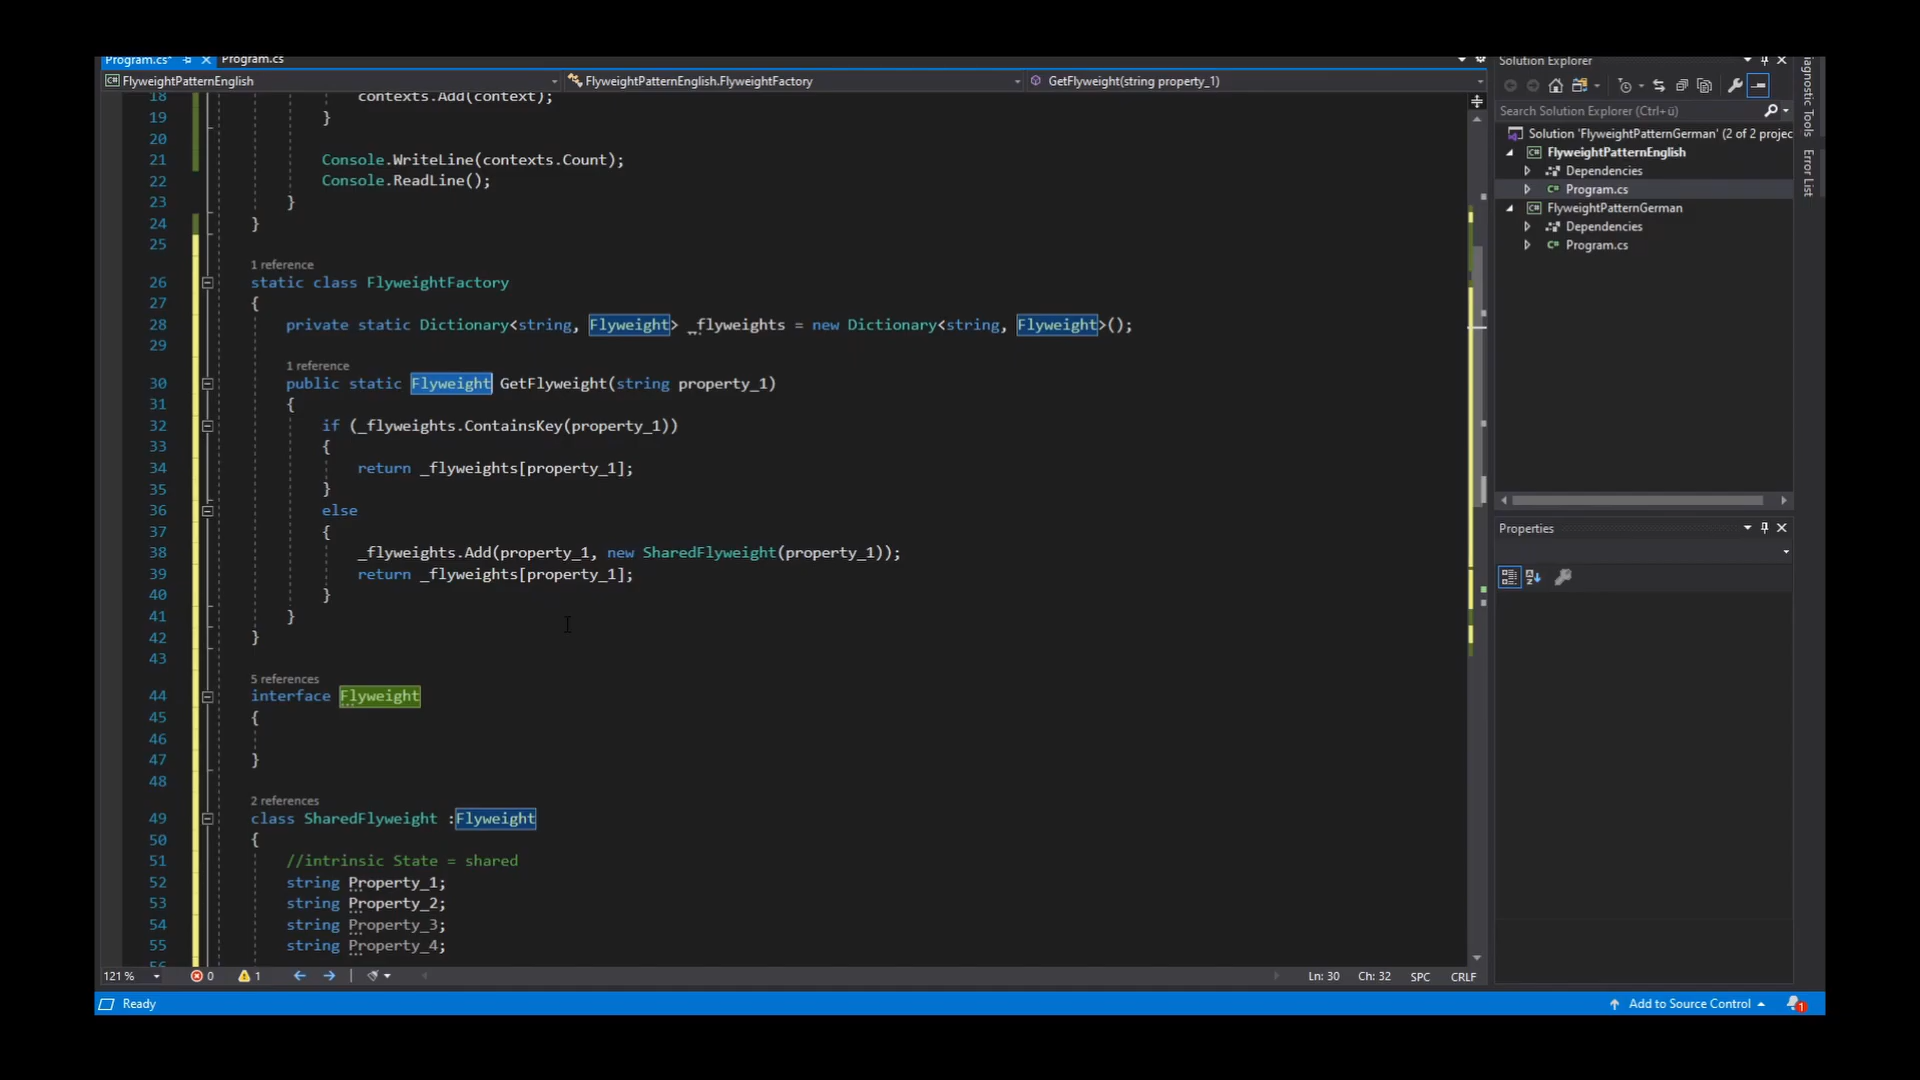 Program.cs*
Program.cs
FlyweightPatternEnglish
FlyweightPatternEnglish.FlyweightFactory
GetFlyweight(string property_1)
18 contexts.Add(context);
19 }
20
21 Console.WriteLine(contexts.Count);
22 Console.ReadLine();
23 }
24 }
25
1 reference
26 static class FlyweightFactory
27 {
28 private static Dictionary<string, Flyweight> _flyweights = new Dictionary<string, Flyweight>();
29
1 reference
30 public static Flyweight GetFlyweight(string property_1)
31 {
32 if (_flyweights.ContainsKey(property_1))
33 {
34 return _flyweights[property_1];
35 }
36 else
37 {
38 _flyweights.Add(property_1, new SharedFlyweight(property_1));
39 return _flyweights[property_1];
40 }
41 }
42 }
43
5 references
44 interface Flyweight
45 {
46
47 }
48
2 references
49 class SharedFlyweight :Flyweight
50 {
51 //intrinsic State = shared
52 string Property_1;
53 string Property_2;
54 string Property_3;
55 string Property_4;
56
121 %
0
1
Ln: 30
Ch: 32
SPC
CRLF
Ready
Add to Source Control
1
Solution Explorer
Search Solution Explorer (Ctrl+ü)
Solution 'FlyweightPatternGerman' (2 of 2 projec
C# FlyweightPatternEnglish
Dependencies
C# Program.cs
C# FlyweightPatternGerman
Dependencies
C# Program.cs
Properties
iagnostic Tools
Error List